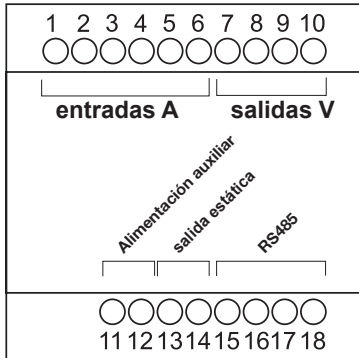 1 2 3 4 5 6 7 8 9 10
entradas A salidas V
Alimentación auxiliar
salida estática
RS485
11 12 13 14 15 16 17 18